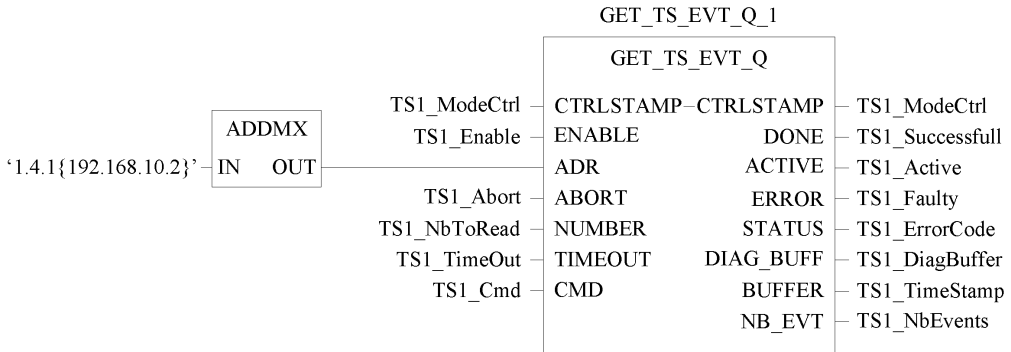 GET_TS_EVT_Q_1
GET_TS_EVT_Q
TS1_ModeCtrl CTRLSTAMP CTRLSTAMP TS1_ModeCtrl
ADDMX
TS1_Enable ENABLE DONE TS1_Successfull
‘1.4.1{192.168.10.2}’ IN OUT ADR ACTIVE TS1_Active
TS1_Abort ABORT ERROR TS1_Faulty
TS1_NbToRead NUMBER STATUS TS1_ErrorCode
TS1_TimeOut TIMEOUT DIAG_BUFF TS1_DiagBuffer
TS1_Cmd CMD BUFFER TS1_TimeStamp
NB_EVT TS1_NbEvents